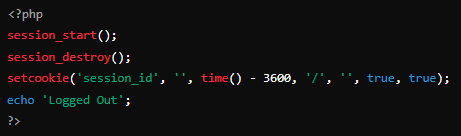 <?php
session_start();
session_destroy();
setcookie('session_id', '', time() - 3600, '/', '', true, true);
echo 'Logged Out';
?>